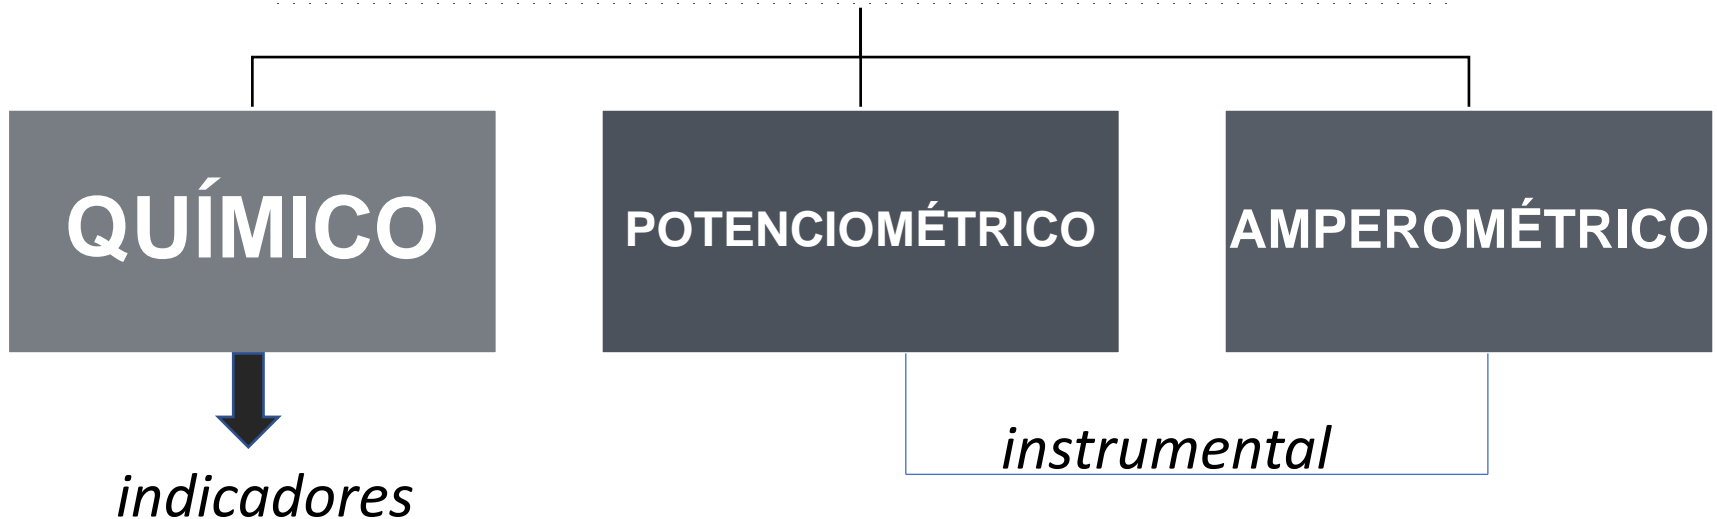 QUÍMICO
POTENCIOMÉTRICO
AMPEROMÉTRICO
instrumental
indicadores